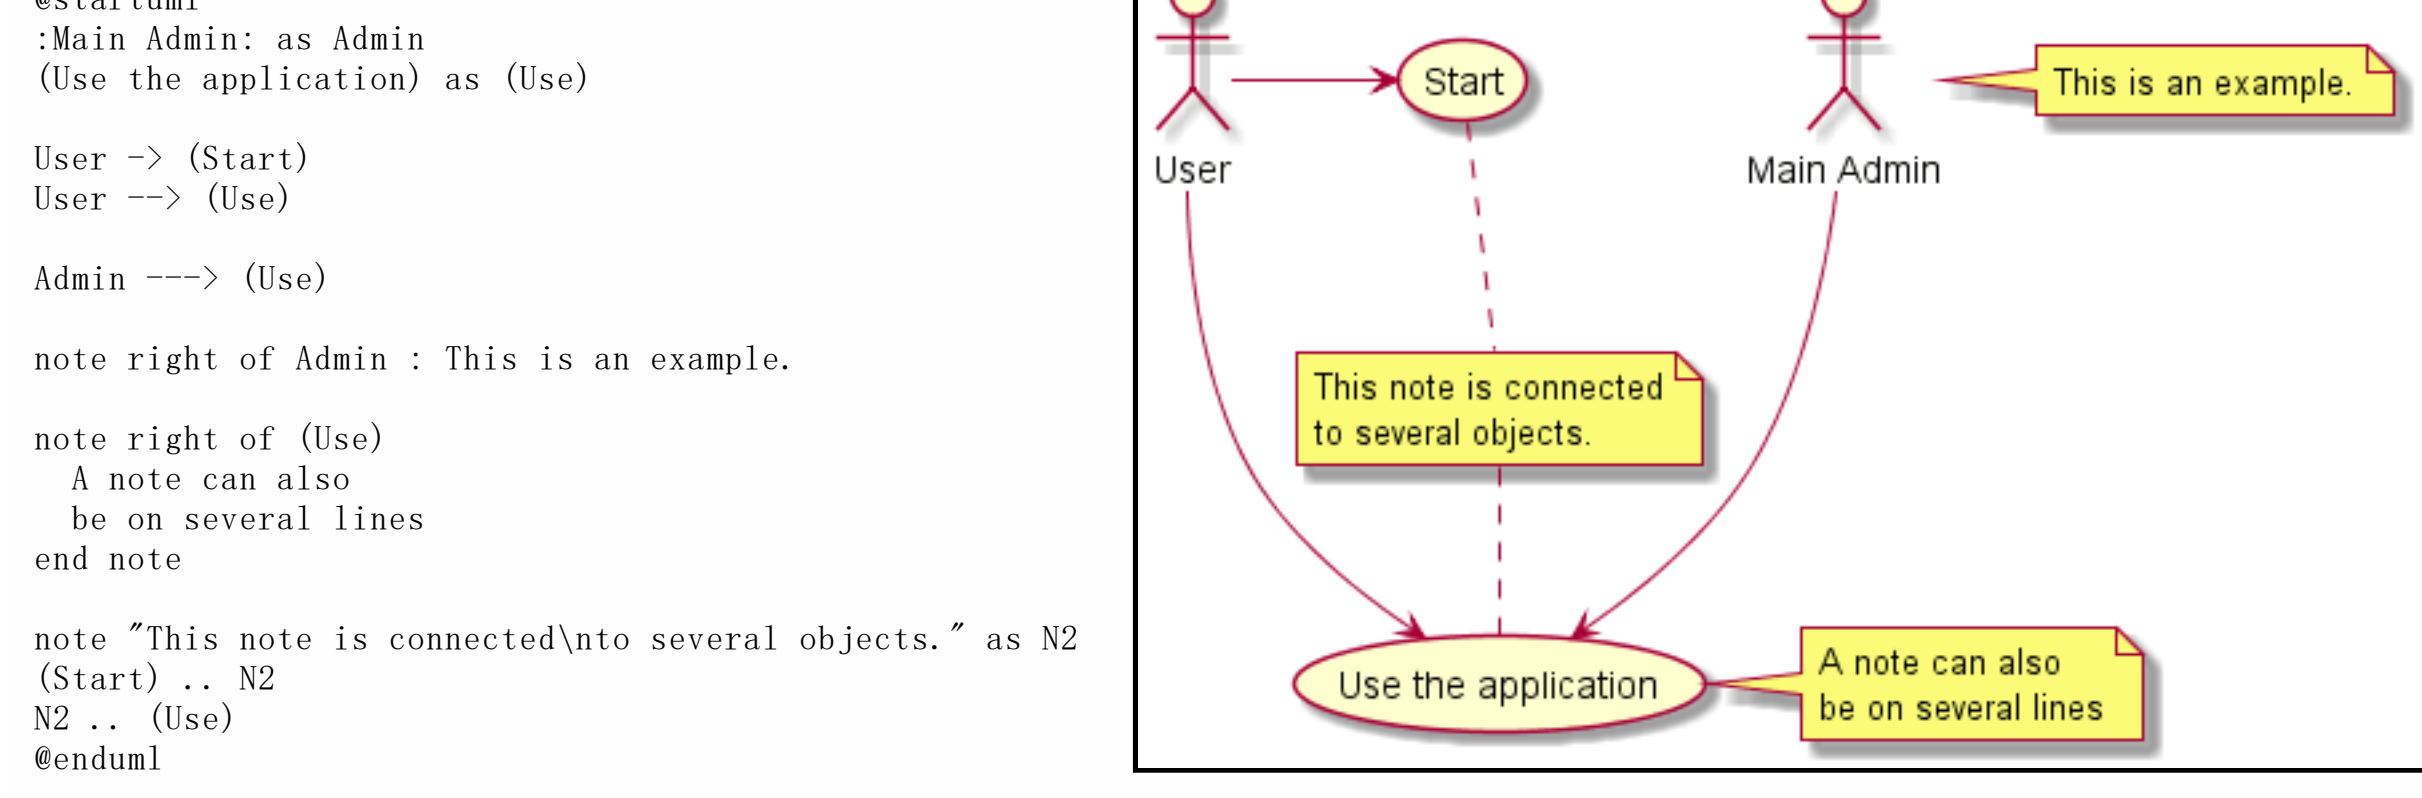 @startuml
:Main Admin: as Admin
(Use the application) as (Use)
User -> (Start)
User --> (Use)
Admin ---> (Use)
note right of Admin : This is an example.
note right of (Use)
A note can also
be on several lines
end note
note "This note is connected\nto several objects." as N2
(Start) .. N2
N2 .. (Use)
@enduml
Start
This is an example.
User
Main Admin
This note is connected
to several objects.
Use the application
A note can also
be on several lines